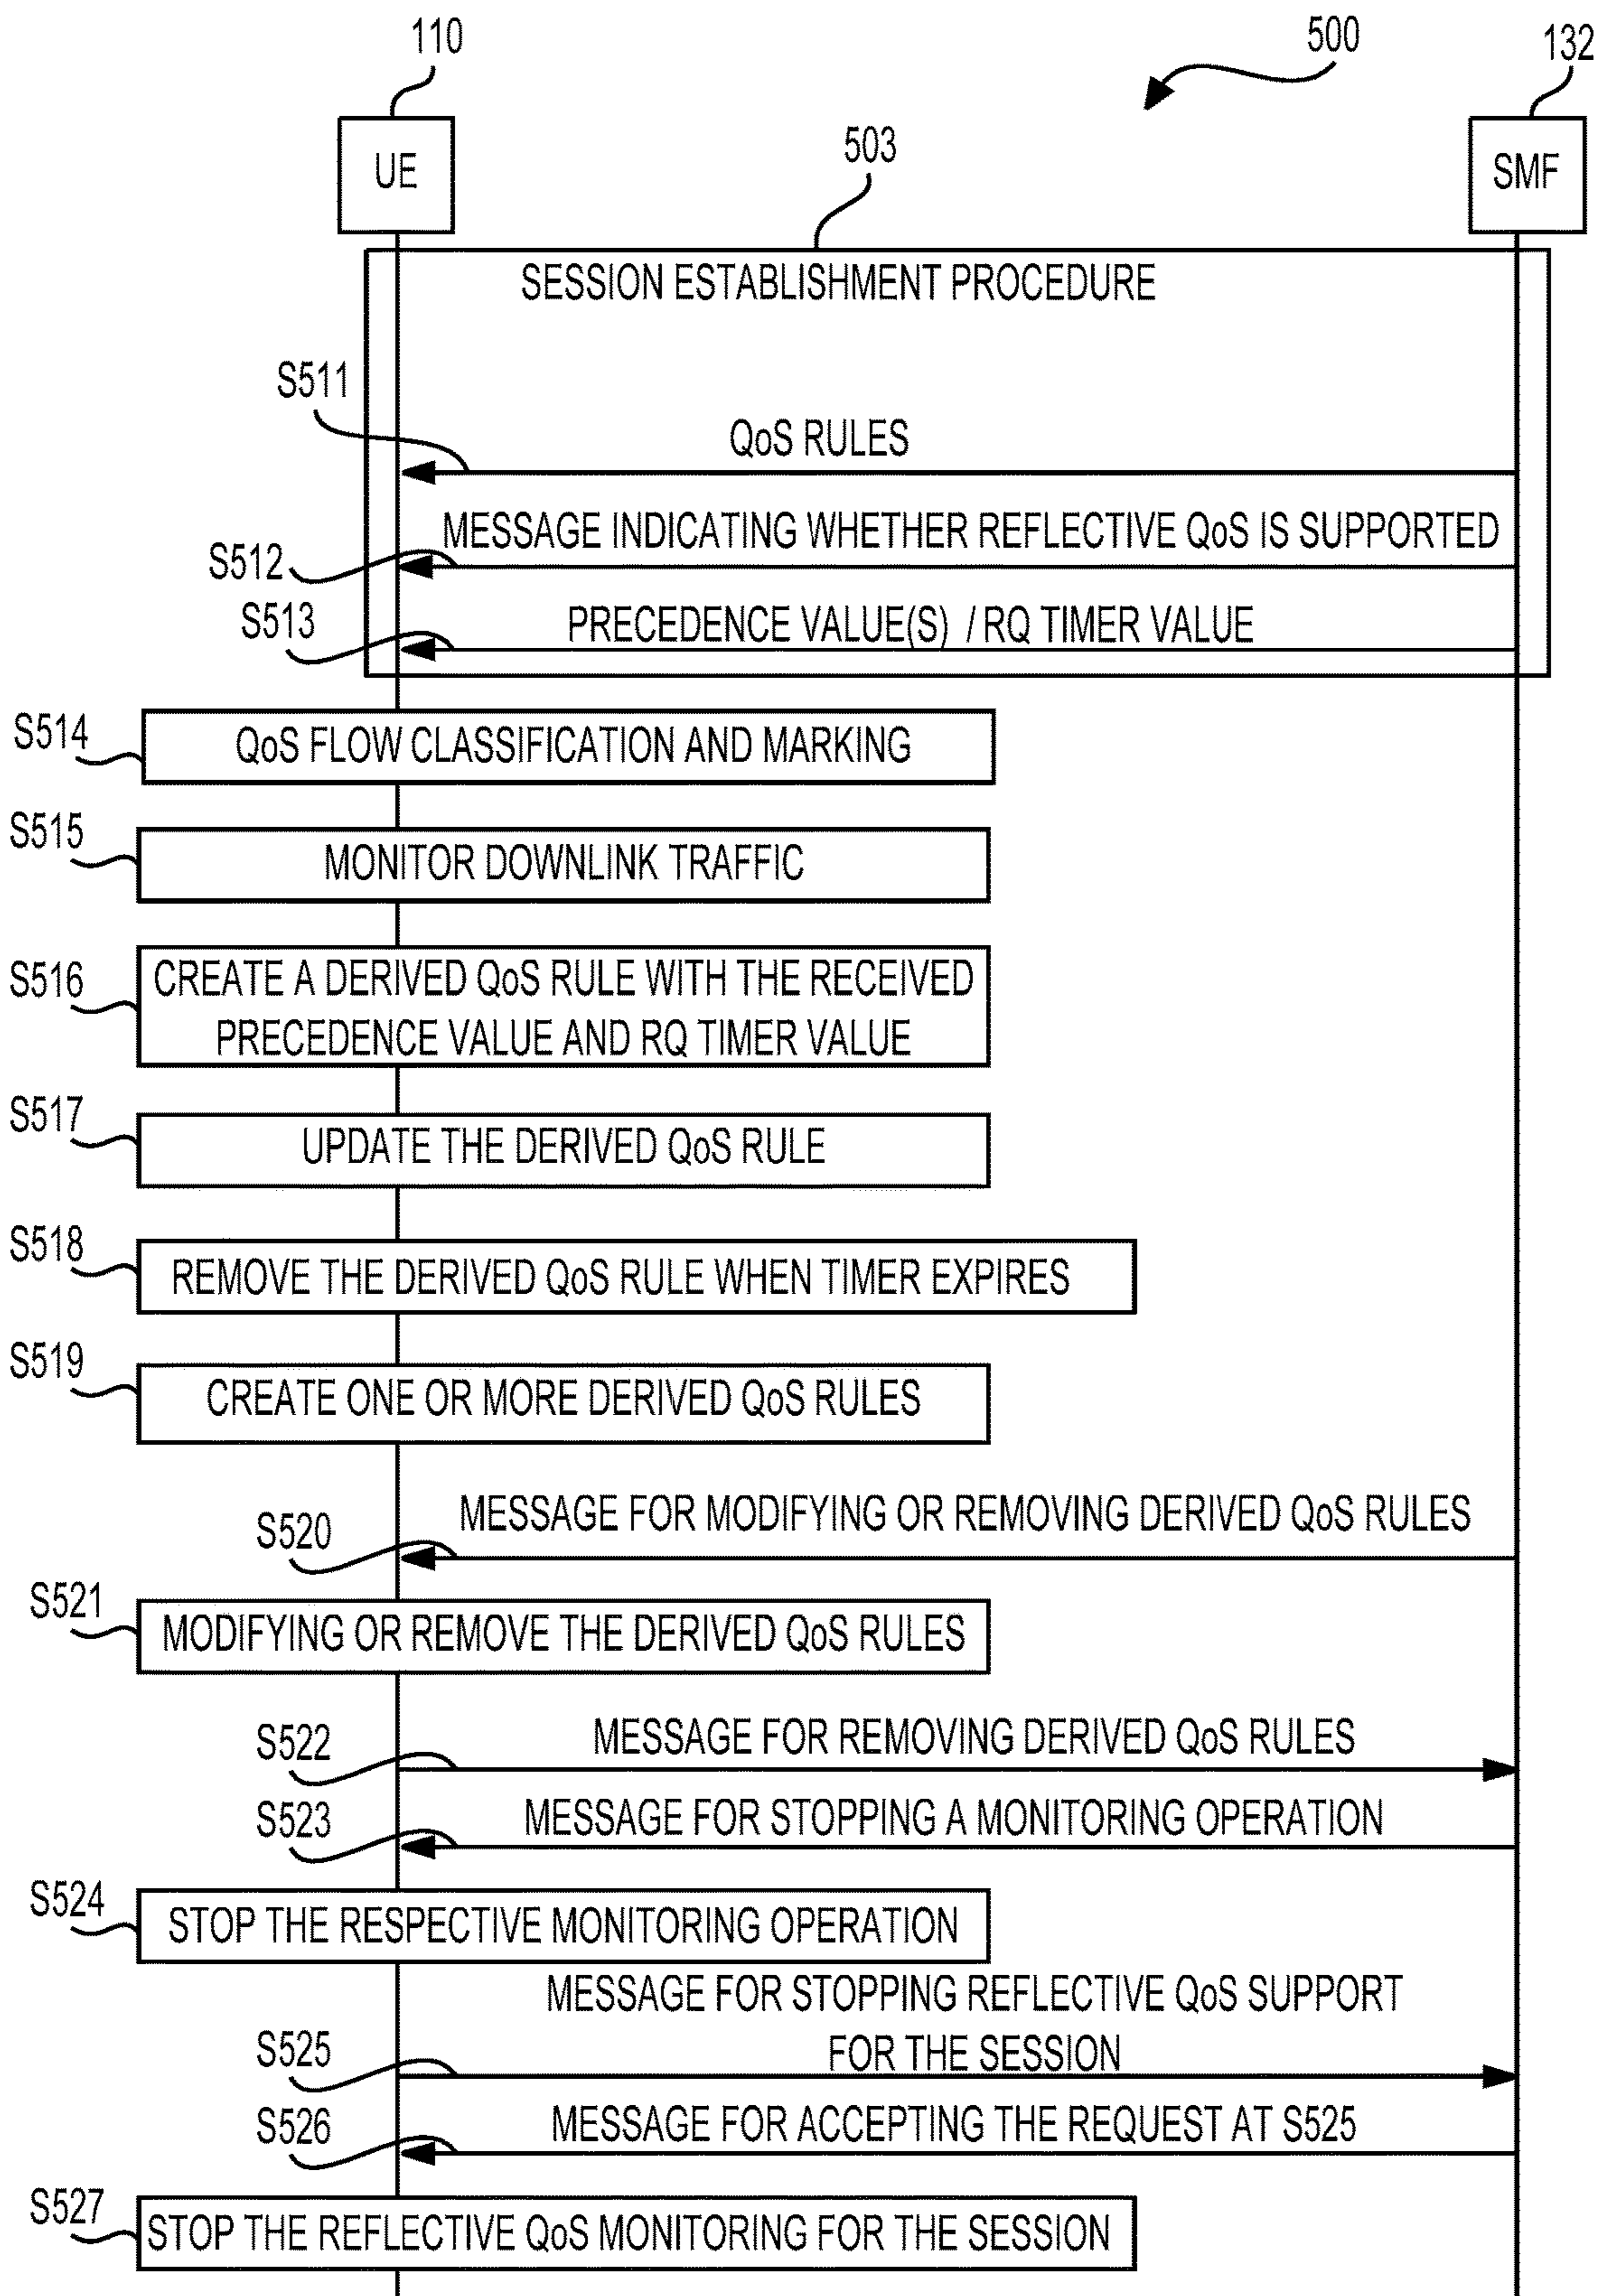 110
500
132
UE
503
SMF
SESSION ESTABLISHMENT PROCEDURE
S511
QoS RULES
MESSAGE INDICATING WHETHER REFLECTIVE QoS IS SUPPORTED
S512
S513
PRECEDENCE VALUE(S) / RQ TIMER VALUE
S514
QoS FLOW CLASSIFICATION AND MARKING
S515
MONITOR DOWNLINK TRAFFIC
S516
CREATE A DERIVED QoS RULE WITH THE RECEIVED
PRECEDENCE VALUE AND RQ TIMER VALUE
S517
UPDATE THE DERIVED QoS RULE
S518
REMOVE THE DERIVED QoS RULE WHEN TIMER EXPIRES
S519
CREATE ONE OR MORE DERIVED QoS RULES
MESSAGE FOR MODIFYING OR REMOVING DERIVED QoS RULES
S520
S521
MODIFYING OR REMOVE THE DERIVED QoS RULES
S522
MESSAGE FOR REMOVING DERIVED QoS RULES
S523
MESSAGE FOR STOPPING A MONITORING OPERATION
S524
STOP THE RESPECTIVE MONITORING OPERATION
MESSAGE FOR STOPPING REFLECTIVE QoS SUPPORT
FOR THE SESSION
S525
S526
MESSAGE FOR ACCEPTING THE REQUEST AT S525
S527
STOP THE REFLECTIVE QoS MONITORING FOR THE SESSION